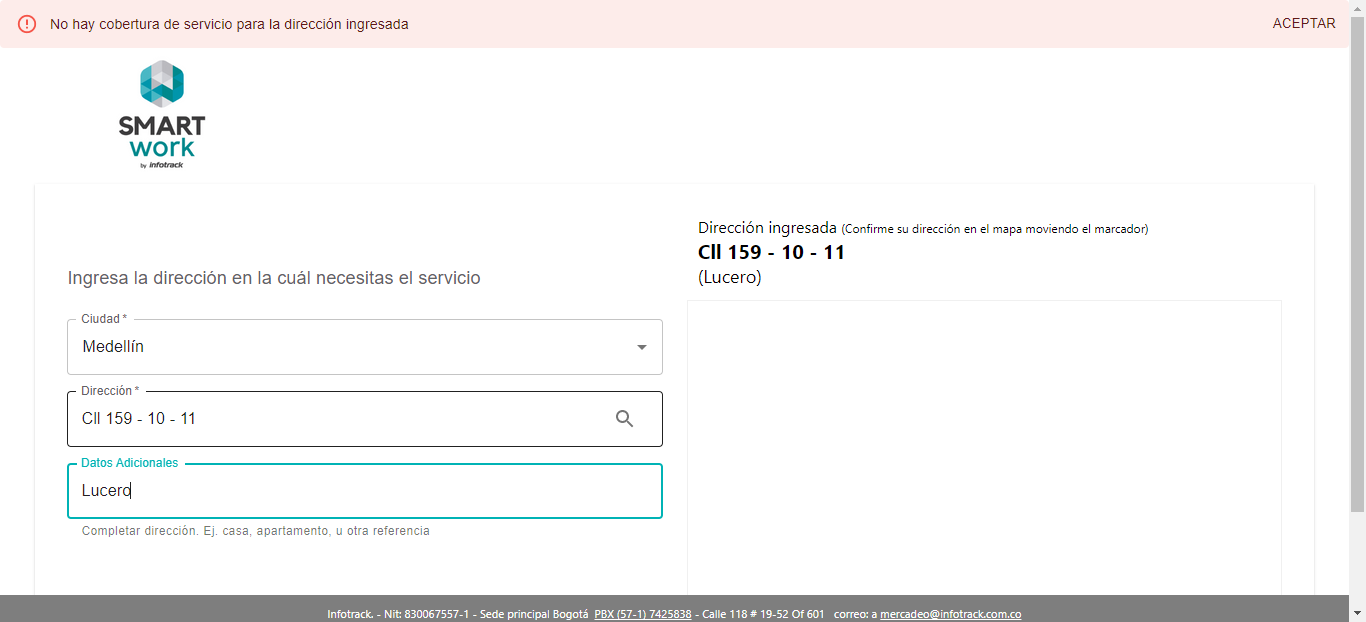 No hay cobertura de servicio para la dirección ingresada
ACEPTAR
SMART
work
by infotrack
Dirección ingresada (Confirme su dirección en el mapa moviendo el marcador)
Cll 159 - 10 - 11
(Lucero)
Ingresa la dirección en la cuál necesitas el servicio
Ciudad *
Medellín
Dirección *
Cll 159 - 10 - 11
Datos Adicionales
Lucero
Completar dirección. Ej. casa, apartamento, u otra referencia
Infotrack. - Nit: 830067557-1 - Sede principal Bogotá PBX (57-1) 7425838 - Calle 118 # 19-52 Of 601 correo: a mercadeo@infotrack.com.co